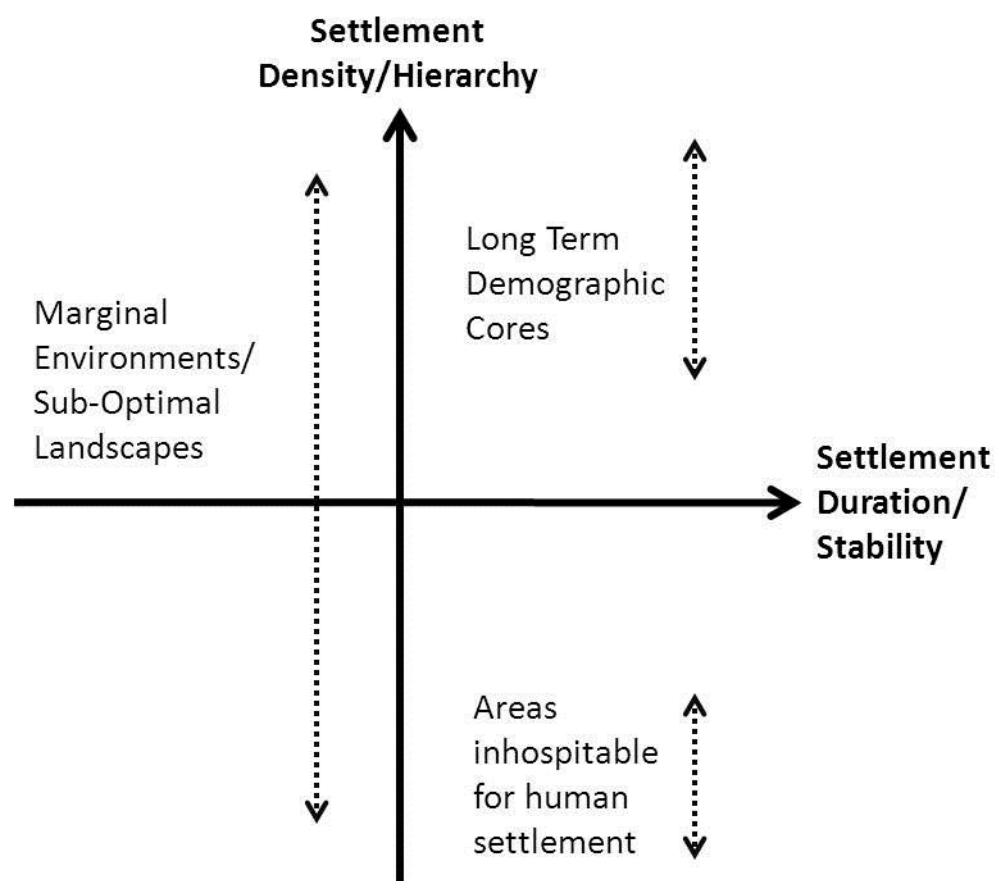 Settlement
Density/Hierarchy
Long Term
Demographic
Cores
Marginal
Environments/
Sub-Optimal
Landscapes
Settlement
Duration/
Stability
Areas
inhospitable
for human
settlement